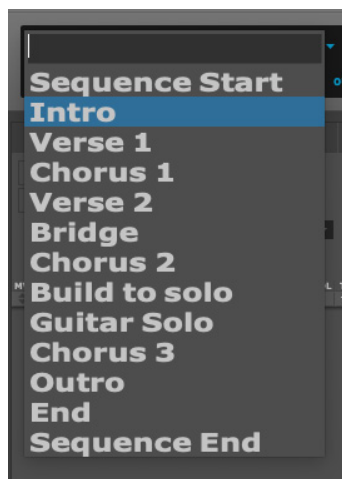 Sequence Start
Intro
Verse 1
Chorus 1
Verse 2
Bridge
Chorus 2
Build to solo
Guitar Solo
Chorus 3
Outro
End
Sequence End